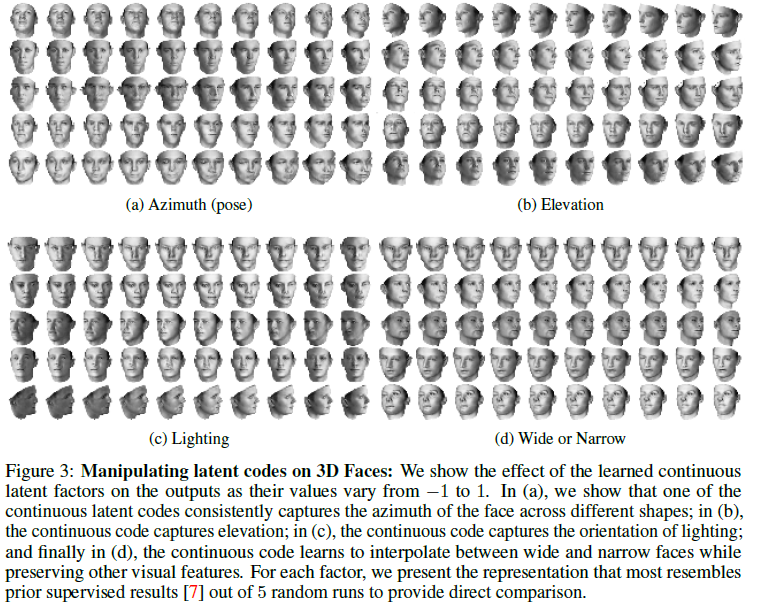 (a) Azimuth (pose)
(b) Elevation
(c) Lighting
(d) Wide or Narrow
Figure 3: Manipulating latent codes on 3D Faces: We show the effect of the learned continuous
latent factors on the outputs as their values vary from −1 to 1. In (a), we show that one of the
continuous latent codes consistently captures the azimuth of the face across different shapes; in (b),
the continuous code captures elevation; in (c), the continuous code captures the orientation of lighting;
and finally in (d), the continuous code learns to interpolate between wide and narrow faces while
preserving other visual features. For each factor, we present the representation that most resembles
prior supervised results [7] out of 5 random runs to provide direct comparison.